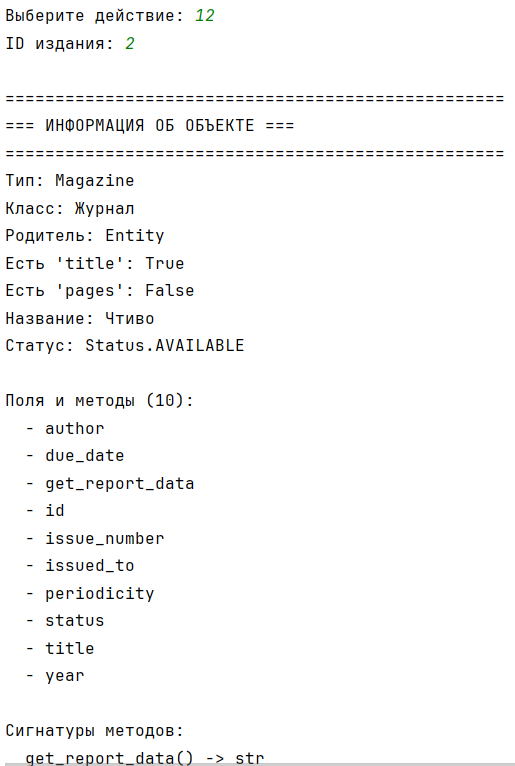 Выберите действие: 12
ID издания: 2
==================================================
=== ИНФОРМАЦИЯ ОБ ОБЪЕКТЕ ===
==================================================
Тип: Magazine
Класс: Журнал
Родитель: Entity
Есть 'title': True
Есть 'pages': False
Название: Чтиво
Статус: Status.AVAILABLE
Поля и методы (10):
- author
- due_date
- get_report_data
- id
- issue_number
- issued_to
- periodicity
- status
- title
- year
Сигнатуры методов:
get_report_data() -> str